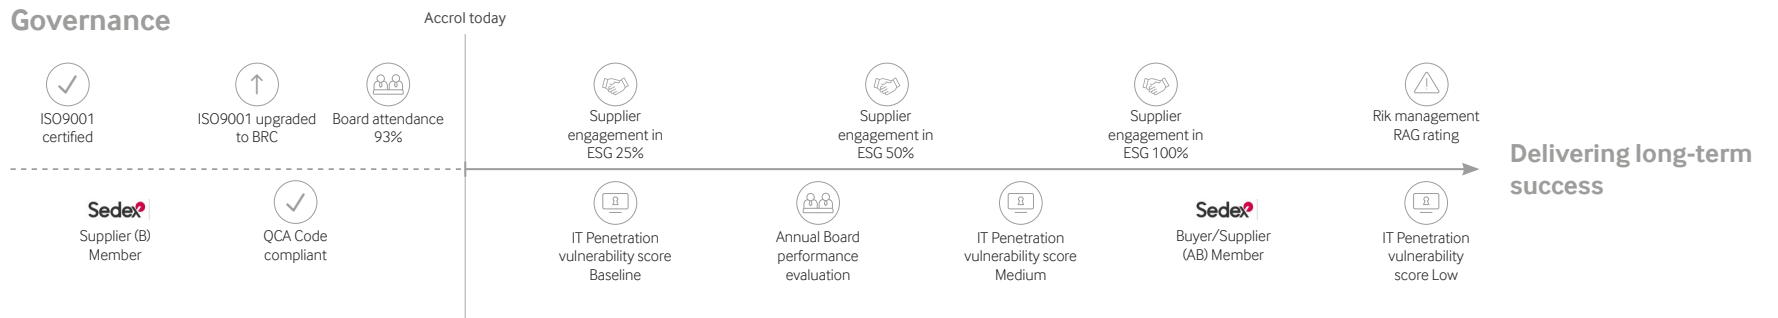 Governance
Accrol today
ISO9001
certified
ISO9001 upgraded
to BRC
Board attendance
93%
Supplier
engagement in
ESG 25%
Supplier
engagement in
ESG 50%
Supplier
engagement in
ESG 100%
Rik management
RAG rating
Delivering long-term
success
Sedex
Supplier (B)
Member
QCA Code
compliant
IT Penetration
vulnerability score
Baseline
Annual Board
performance
evaluation
IT Penetration
vulnerability score
Medium
Sedex
Buyer/Supplier
(AB) Member
IT Penetration
vulnerability
score Low